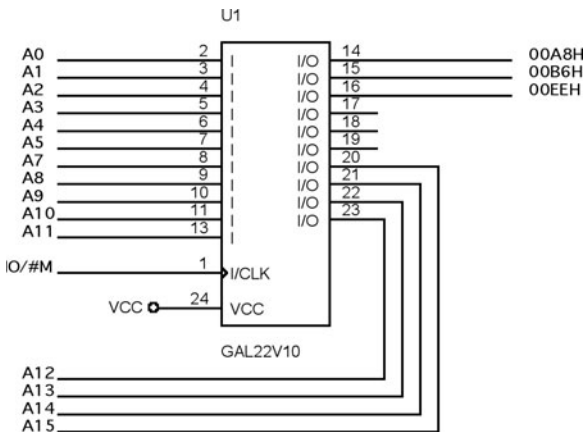 U1
A0 2 I I/O 14 00A8H
A1 3 I I/O 15 00B6H
A2 4 I I/O 16 00EEH
A3 5 I I/O 17
A4 6 I I/O 18
A5 7 I I/O 19
A7 8 I I/O 20
A8 9 I I/O 21
A9 10 I I/O 22
A10 11 I I/O 23
A11 13 I
IO/#M 1 I/CLK
VCC 24 VCC
GAL22V10
A12
A13
A14
A15